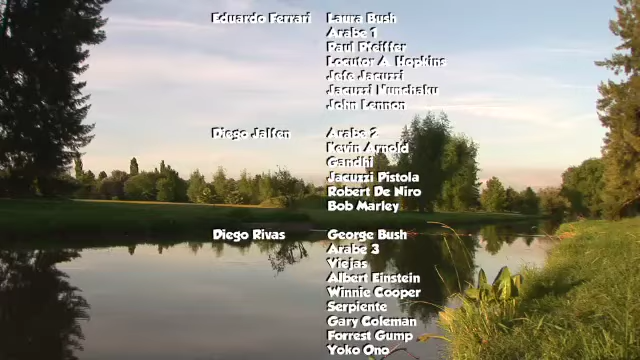 Eduardo Ferrari Laura Bush
Arabe 1
Paul Pfeiffer
Locutor A. Hopkins
Jefe Jacuzzi
Jacuzzi Nunchaku
John Lennon
Diego Jalfen Arabe 2
Kevin Arnold
Gandhi
Jacuzzi Pistola
Robert De Niro
Bob Marley
Diego Rivas George Bush
Arabe 3
Viejas
Albert Einstein
Winnie Cooper
Serpiente
Gary Coleman
Forrest Gump
Yoko Ono